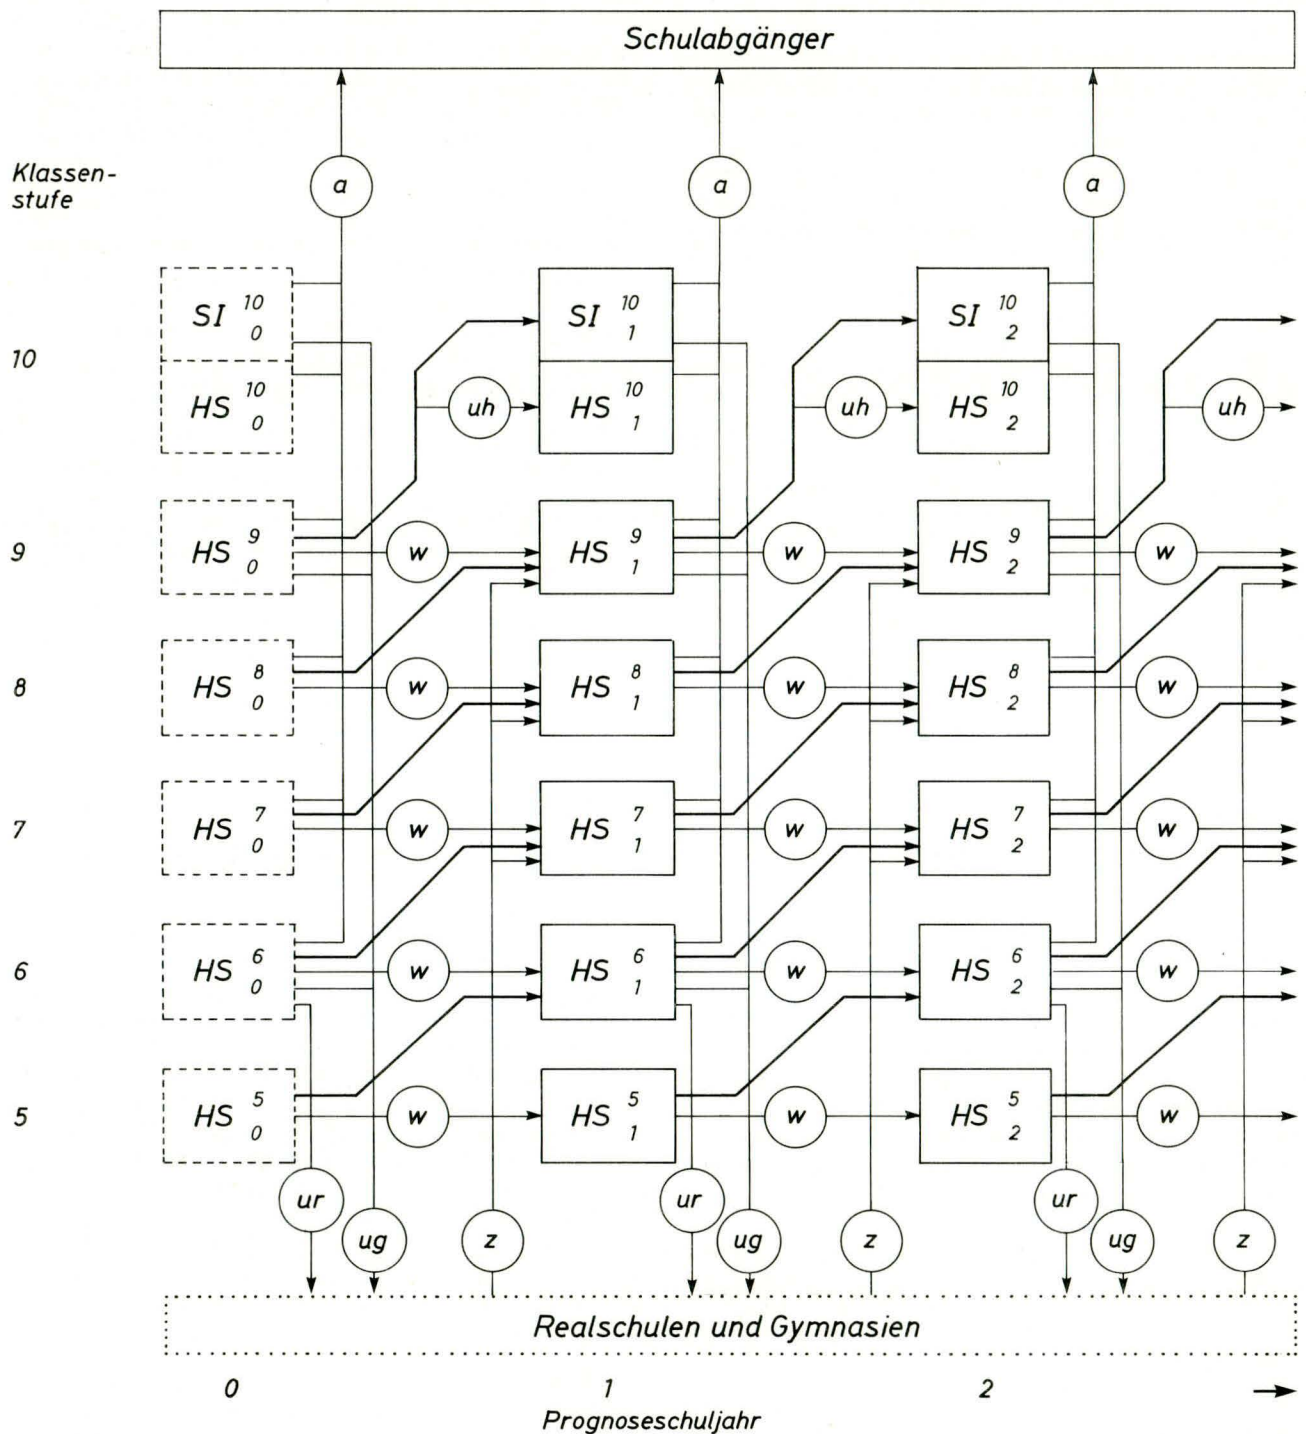 Schulabgänger
Klassen-
stufe
a a a
SI 10 0 SI 10 1 SI 10 2
10
HS 10 0 uh HS 10 1 uh HS 10 2 uh
9 HS 9 0 w HS 9 1 w HS 9 2 w
8 HS 8 0 w HS 8 1 w HS 8 2 w
7 HS 7 0 w HS 7 1 w HS 7 2 w
6 HS 6 0 w HS 6 1 w HS 6 2 w
5 HS 5 0 w HS 5 1 w HS 5 2 w
ur ur ur
ug z ug z ug z
Realschulen und Gymnasien
0 1 2
Prognoseschuljahr